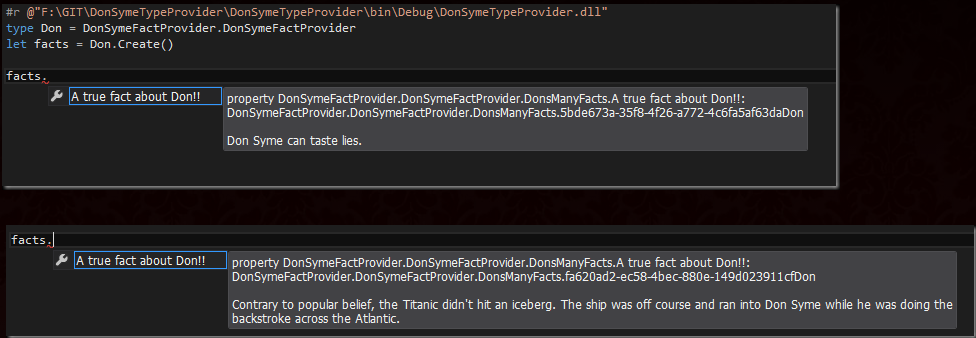 #r @"F:\GIT\DonSymeTypeProvider\DonSymeTypeProvider\bin\Debug\DonSymeTypeProvider.dll"
type Don = DonSymeFactProvider.DonSymeFactProvider
let facts = Don.Create()
facts.
A true fact about Don!!
property DonSymeFactProvider.DonSymeFactProvider.DonsManyFacts.A true fact about Don!!:
DonSymeFactProvider.DonSymeFactProvider.DonsManyFacts.5bde673a-35f8-4f26-a772-4c6fa5af63daDon
Don Syme can taste lies.
facts.
A true fact about Don!!
property DonSymeFactProvider.DonSymeFactProvider.DonsManyFacts.A true fact about Don!!:
DonSymeFactProvider.DonSymeFactProvider.DonsManyFacts.fa620ad2-ec58-4bec-880e-149d023911cfDon
Contrary to popular belief, the Titanic didn't hit an iceberg. The ship was off course and ran into Don Syme while he was doing the
backstroke across the Atlantic.